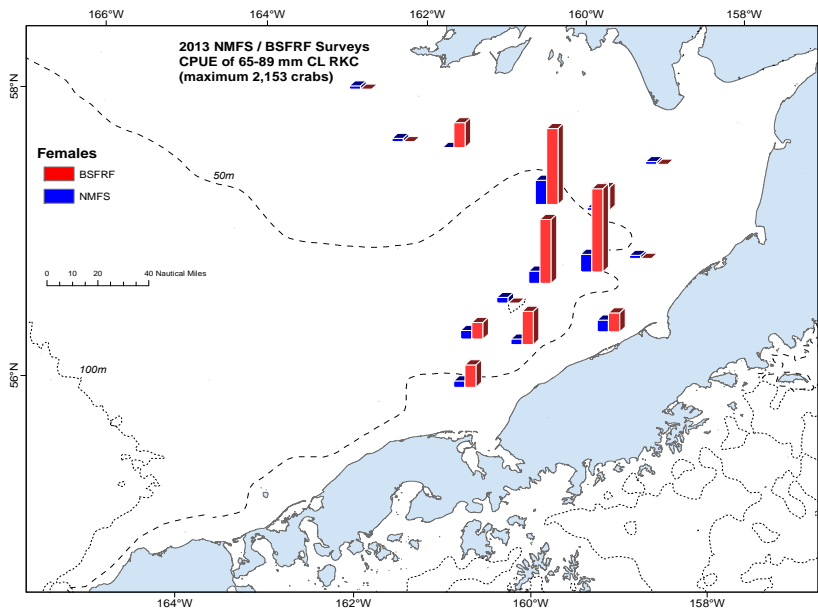 166°W 164°W 162°W 160°W 158°W
2013 NMFS / BSFRF Surveys
CPUE of 65-89 mm CL RKC
(maximum 2,153 crabs)
58°N
Females
BSFRF
NMFS
50m
0 10 20 40 Nautical Miles
58°N
56°N
100m
164°W 162°W 160°W 158°W